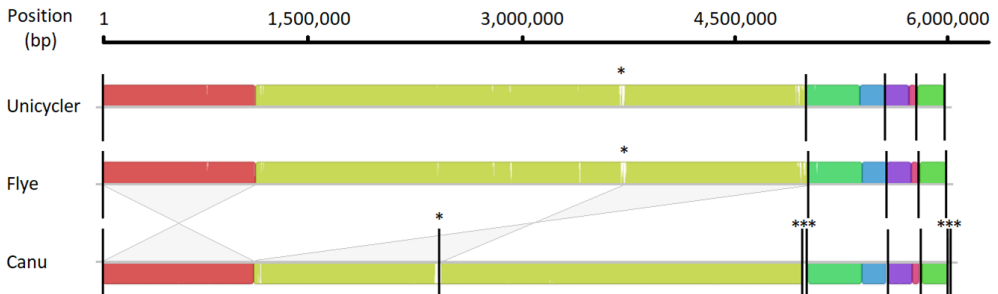 Position 1 1,500,000 3,000,000 4,500,000 6,000,000
(bp)
*
Unicycler
*
Flye
* *** ***
Canu